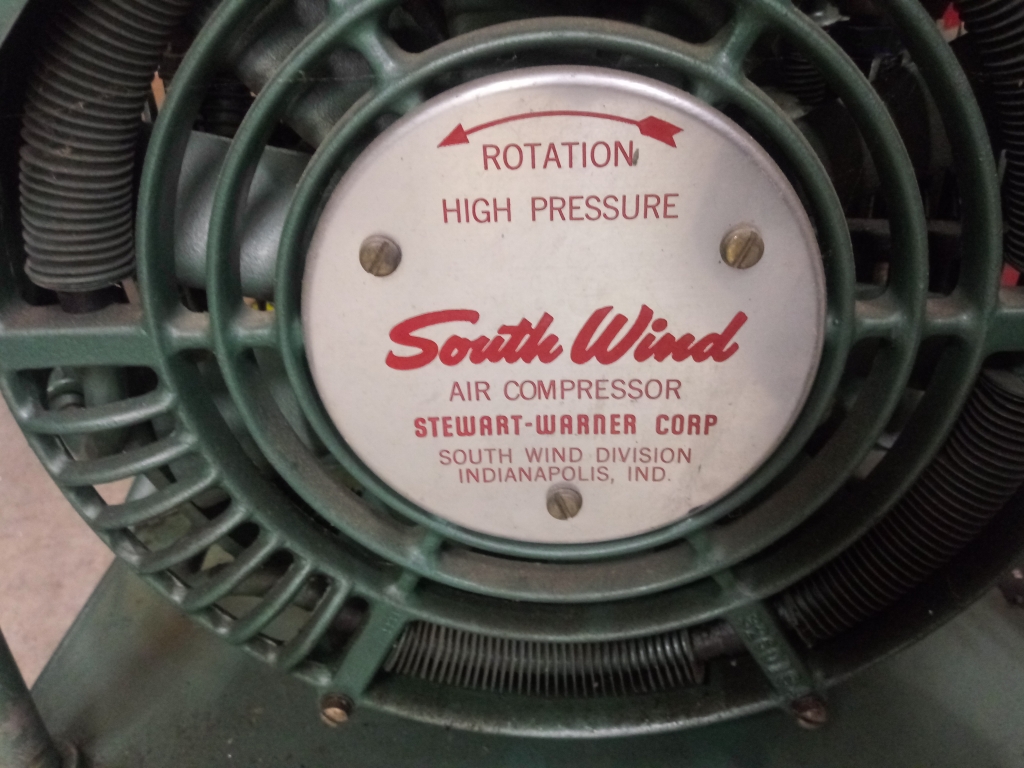 ROTATION
HIGH PRESSURE
South Wind
AIR COMPRESSOR
STEWART-WARNER CORP
SOUTH WIND DIVISION
INDIANAPOLIS, IND.